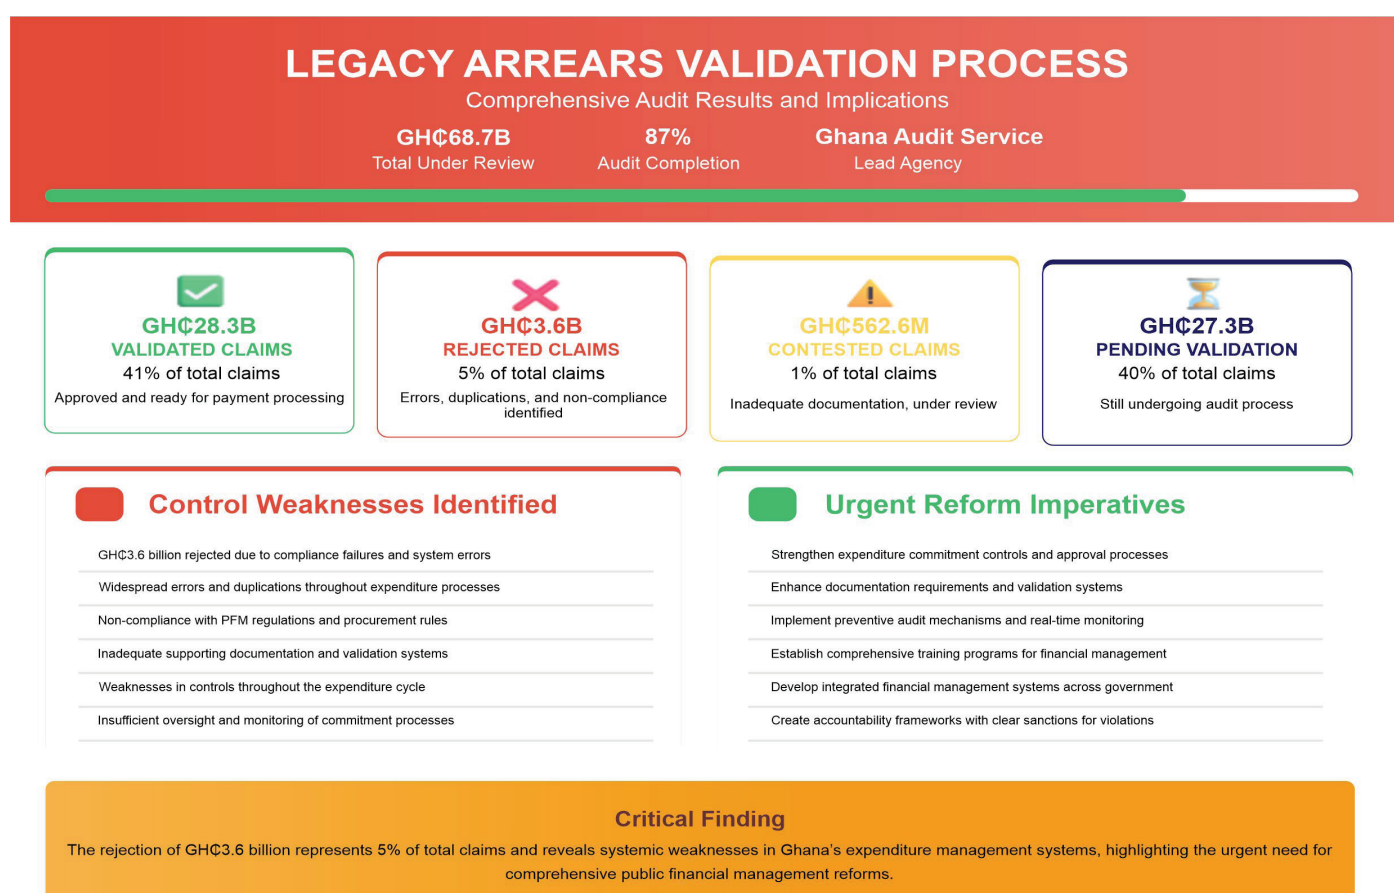 LEGACY ARREARS VALIDATION PROCESS
Comprehensive Audit Results and Implications
GH₵68.7B
Total Under Review
87%
Audit Completion
Ghana Audit Service
Lead Agency
GH₵28.3B
VALIDATED CLAIMS
41% of total claims
Approved and ready for payment processing
GH₵3.6B
REJECTED CLAIMS
5% of total claims
Errors, duplications, and non-compliance
identified
GH₵562.6M
CONTESTED CLAIMS
1% of total claims
Inadequate documentation, under review
GH₵27.3B
PENDING VALIDATION
40% of total claims
Still undergoing audit process
Control Weaknesses Identified
GH₵3.6 billion rejected due to compliance failures and system errors
Widespread errors and duplications throughout expenditure processes
Non-compliance with PFM regulations and procurement rules
Inadequate supporting documentation and validation systems
Weaknesses in controls throughout the expenditure cycle
Insufficient oversight and monitoring of commitment processes
Urgent Reform Imperatives
Strengthen expenditure commitment controls and approval processes
Enhance documentation requirements and validation systems
Implement preventive audit mechanisms and real-time monitoring
Establish comprehensive training programs for financial management
Develop integrated financial management systems across government
Create accountability frameworks with clear sanctions for violations
Critical Finding
The rejection of GH₵3.6 billion represents 5% of total claims and reveals systemic weaknesses in Ghana's expenditure management systems, highlighting the urgent need for
comprehensive public financial management reforms.